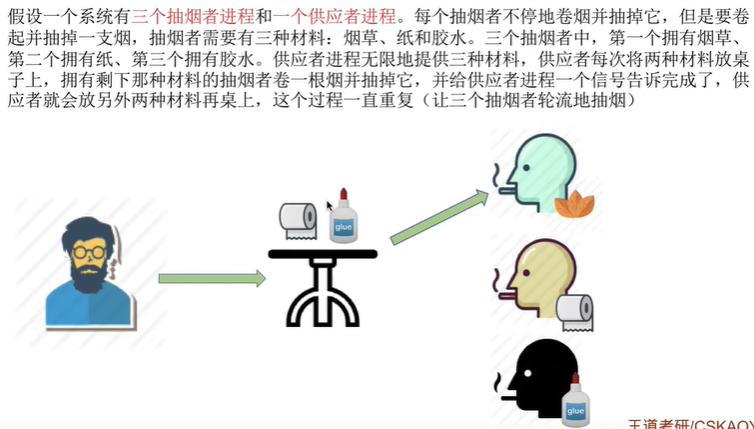 假设一个系统有三个抽烟者进程和一个供应者进程。每个抽烟者不停地卷烟并抽掉它，但是要卷
起并抽掉一支烟，抽烟者需要有三种材料：烟草、纸和胶水。三个抽烟者中，第一个拥有烟草、
第二个拥有纸、第三个拥有胶水。供应者进程无限地提供三种材料，供应者每次将两种材料放桌
子上，拥有剩下那种材料的抽烟者卷一根烟并抽掉它，并给供应者进程一个信号告诉完成了，供
应者就会放另外两种材料再桌上，这个过程一直重复（让三个抽烟者轮流地抽烟）
glue
glue
王道考研/CSKAOY